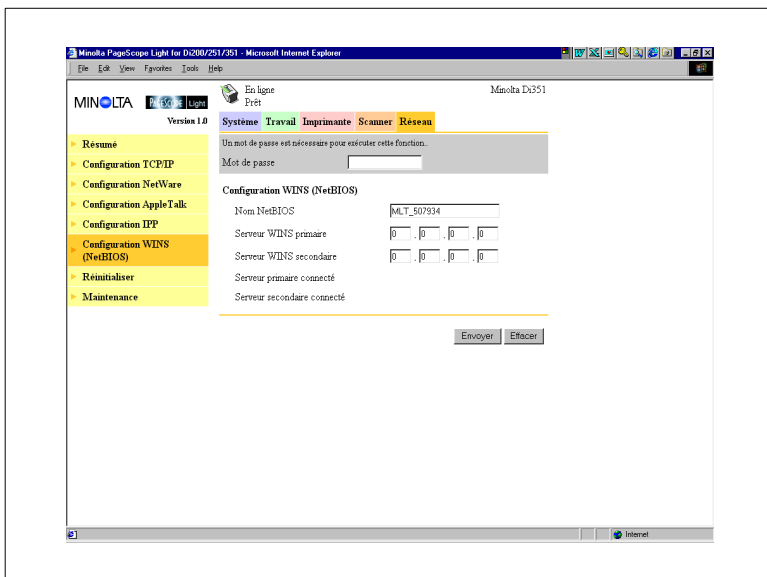 Minolta PageScope Light for Di200/251/351 - Microsoft Internet Explorer
File Edit View Favorites Tools Help
MINOLTA PAGESCOPE Light
Version 1.0
En ligne
Prêt
Minolta Di351
Système Travail Imprimante Scanner Réseau
Résumé
Configuration TCP/IP
Configuration NetWare
Configuration AppleTalk
Configuration IPP
Configuration WINS
(NetBIOS)
Réinitialiser
Maintenance
Un mot de passe est nécessaire pour exécuter cette fonction..
Mot de passe
Configuration WINS (NetBIOS)
Nom NetBIOS MLT_507934
Serveur WINS primaire 0 . 0 . 0 . 0
Serveur WINS secondaire 0 . 0 . 0 . 0
Serveur primaire connecté
Serveur secondaire connecté
Envoyer Effacer
Internet